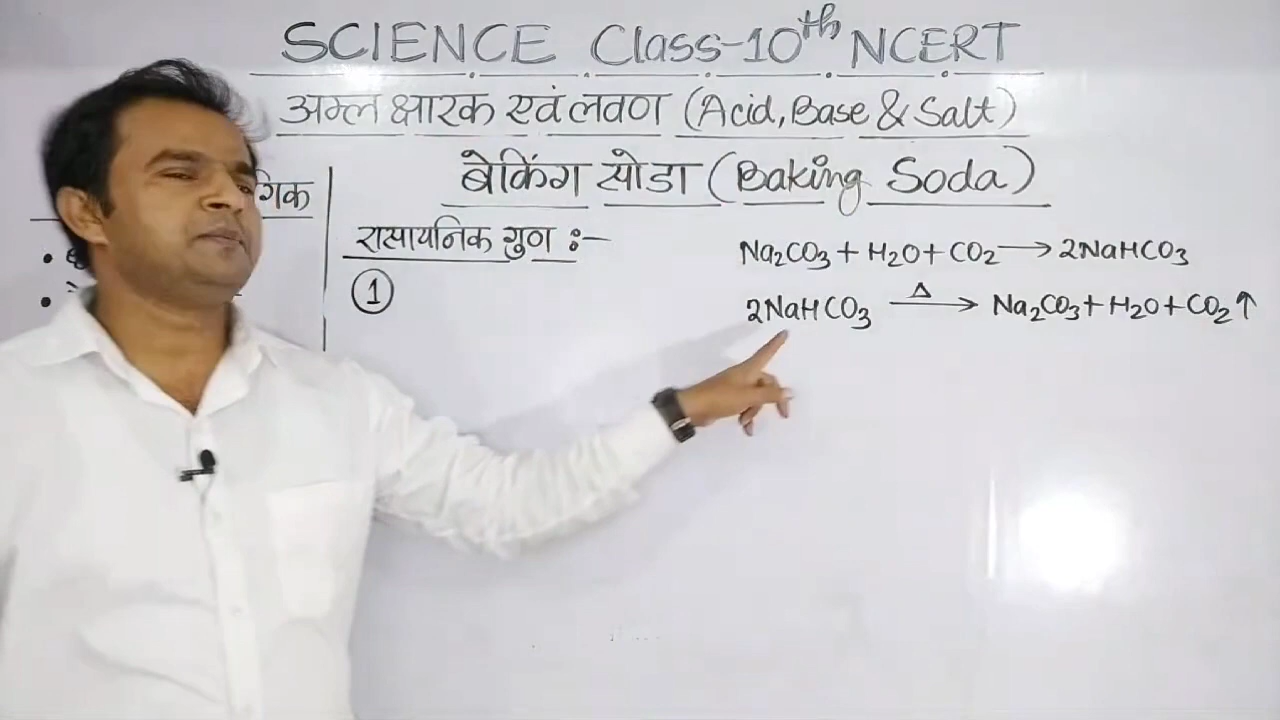 SCIENCE Class-10th NCERT
अम्ल क्षारक एवं लवण (Acid, Base & Salt)
बेकिंग सोडा (Baking Soda)
रासायनिक गुण :-
①
Na₂CO₃ + H₂O + CO₂ → 2NaHCO₃
2NaHCO₃ —Δ→ Na₂CO₃ + H₂O + CO₂↑